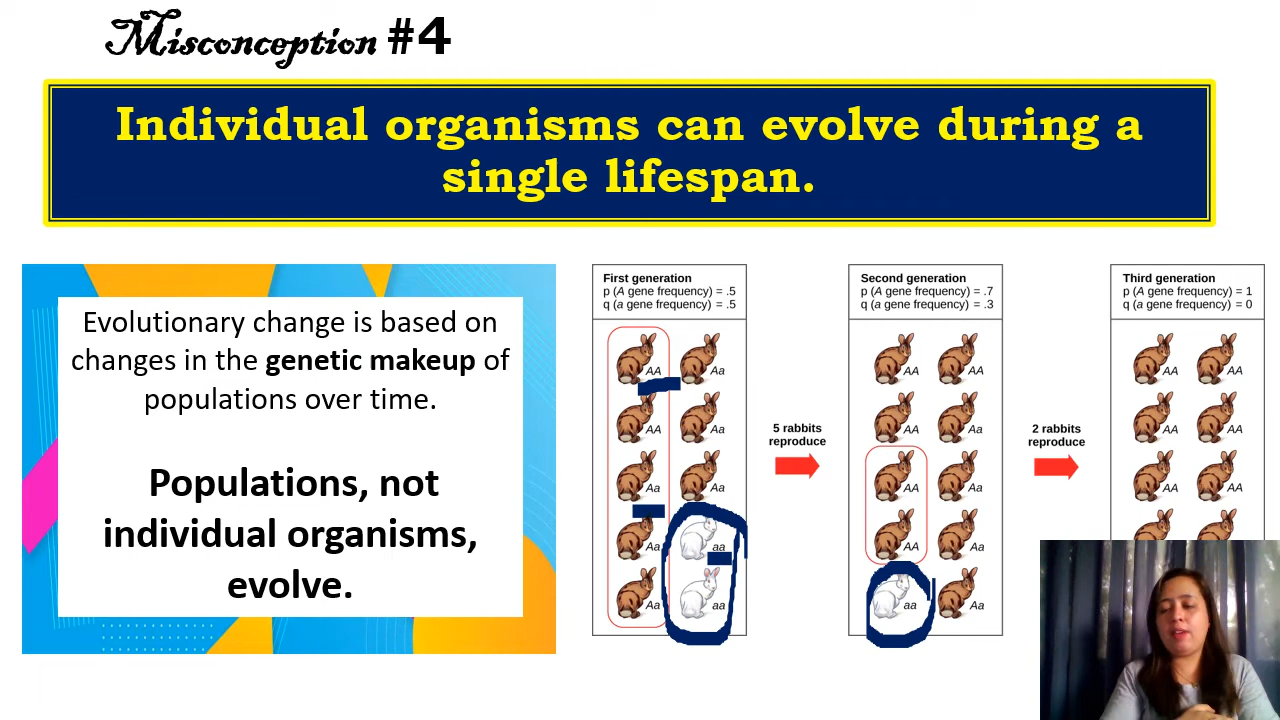 Misconception #4
Individual organisms can evolve during a
single lifespan.
Evolutionary change is based on
changes in the genetic makeup of
populations over time.
Populations, not
individual organisms,
evolve.
First generation
p (A gene frequency) = .5
q (a gene frequency) = .5
AA Aa
AA Aa
Aa Aa
Aa aa
Aa aa
5 rabbits
reproduce
Second generation
p (A gene frequency) = .7
q (a gene frequency) = .3
AA AA
AA Aa
AA Aa
AA Aa
aa Aa
2 rabbits
reproduce
Third generation
p (A gene frequency) = 1
q (a gene frequency) = 0
AA AA
AA AA
AA AA